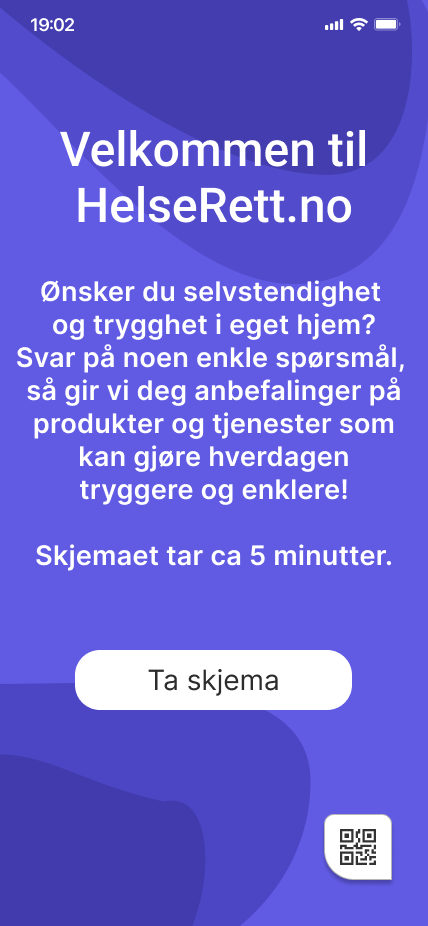 19:02
Velkommen til
HelseRett.no
Ønsker du selvstendighet
og trygghet i eget hjem?
Svar på noen enkle spørsmål,
så gir vi deg anbefalinger på
produkter og tjenester som
kan gjøre hverdagen
tryggere og enklere!
Skjemaet tar ca 5 minutter.
Ta skjema